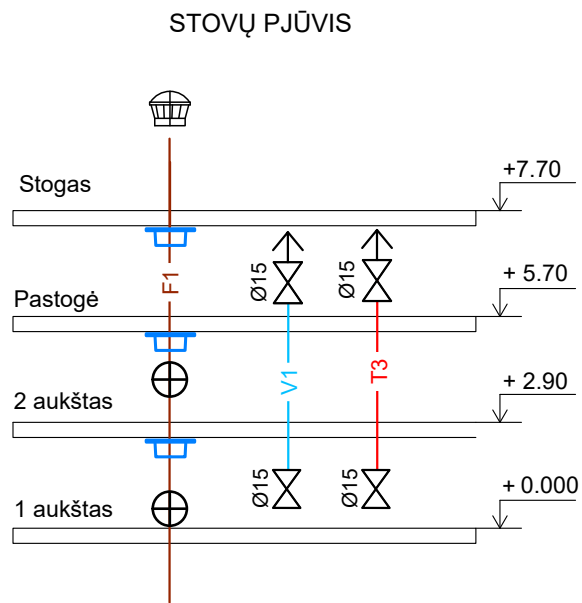 STOVŲ PJŪVIS
+7.70
Stogas
Ø15
Ø15
F1
+ 5.70
Pastogė
V1
T3
+ 2.90
2 aukštas
Ø15
Ø15
+ 0.000
1 aukštas